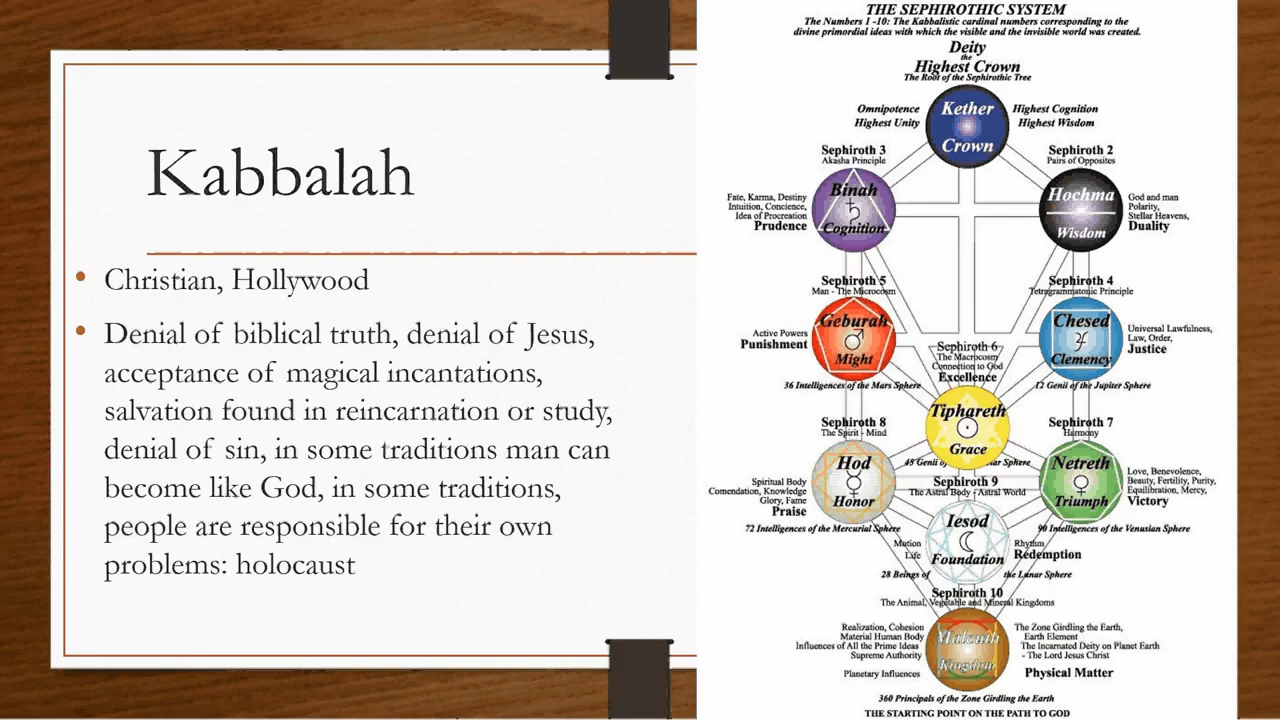 Kabbalah
• Christian, Hollywood
• Denial of biblical truth, denial of Jesus,
acceptance of magical incantations,
salvation found in reincarnation or study,
denial of sin, in some traditions man can
become like God, in some traditions,
people are responsible for their own
problems: holocaust
THE SEPHIROTHIC SYSTEM
The Numbers 1 -10: The Kabbalistic cardinal numbers corresponding to the
divine primordial ideas with which the visible and the invisible world was created.
Deity
the
Highest Crown
The Root of the Sephirothic Tree
Omnipotence
Highest Unity
Kether
Crown
Highest Cognition
Highest Wisdom
Sephiroth 3
Akasha Principle
Fate, Karma, Destiny
Intuition, Concience,
Idea of Procreation
Prudence
Binah
Cognition
Sephiroth 2
Pairs of Opposites
Hochma
Wisdom
God and man
Polarity,
Stellar Heavens,
Duality
Sephiroth 5
Man - The Microcosm
Active Powers
Punishment
Geburah
Might
36 Intelligences of the Mars Sphere
Sephiroth 4
Tetragrammatonic Principle
Chesed
Clemency
Universal Lawfulness,
Law, Order,
Justice
12 Genii of the Jupiter Sphere
Sephiroth 6
The Macrocosm
Connection to God
Excellence
Tiphareth
Grace
45 Genii of
Sphere
Sephiroth 8
The Spirit - Mind
Spiritual Body
Comendation, Knowledge
Glory, Fame
Praise
Hod
Honor
72 Intelligences of the Mercurial Sphere
Sephiroth 7
Harmony
Netreth
Triumph
Love, Benevolence,
Beauty, Fertility, Purity,
Equilibration, Mercy,
Victory
90 Intelligences of the Venusian Sphere
Sephiroth 9
The Astral Body - Astral World
Motion
Life
Iesod
Foundation
Rhythm
Redemption
28 Beings of
the Lunar Sphere
Sephiroth 10
The Animal, Vegetable and Mineral Kingdoms
Realization, Cohesion
Material Human Body
Influences of All the Prime Ideas
Supreme Authority
Planetary Influences
Malcuth
Kingdom
The Zone Girdling the Earth,
Earth Element
The Incarnated Deity on Planet Earth
- The Lord Jesus Christ
Physical Matter
360 Principals of the Zone Girdling the Earth
THE STARTING POINT ON THE PATH TO GOD